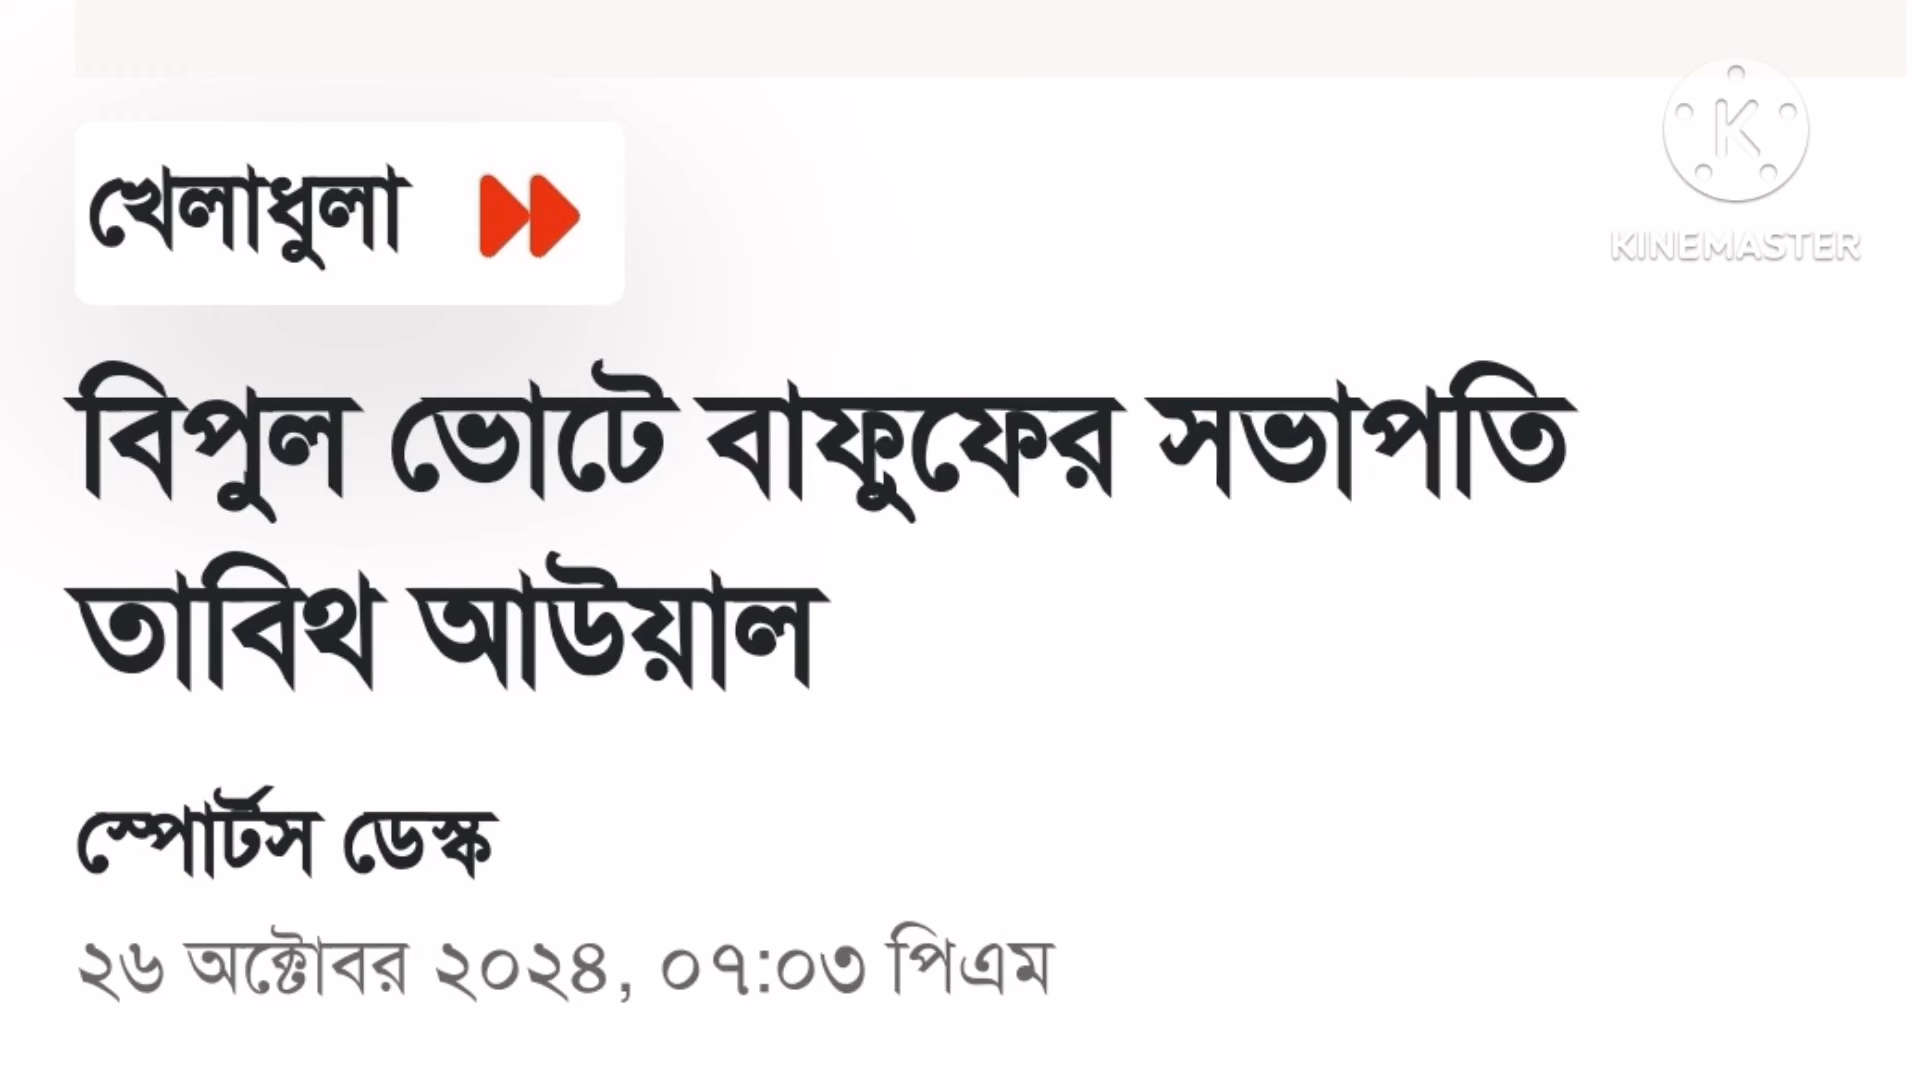 খেলাধুলা
KINEMASTER
বিপুল ভোটে বাফুফের সভাপতি
তাবিথ আউয়াল
স্পোর্টস ডেস্ক
২৬ অক্টোবর ২০২৪, ০৭:০৩ পিএম